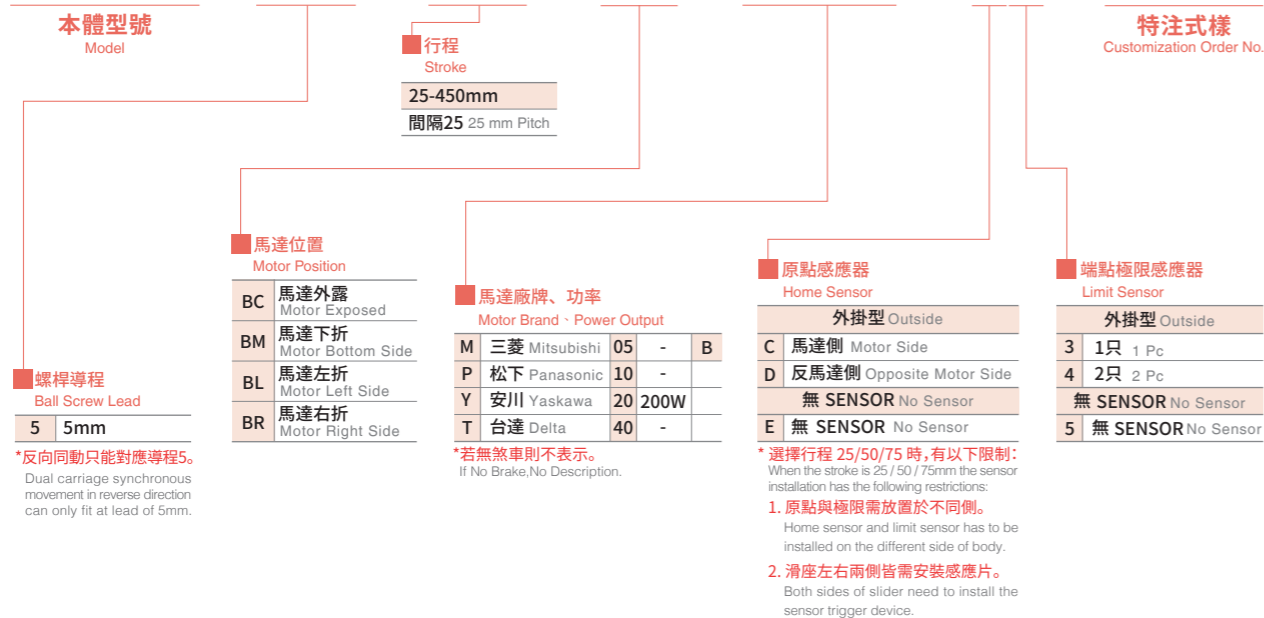 本體型號
Model
特注式樣
Customization Order No.
行程
Stroke
25-450mm
間隔25 25 mm Pitch
馬達位置
Motor Position
BC 馬達外露 Motor Exposed
BM 馬達下折 Motor Bottom Side
BL 馬達左折 Motor Left Side
BR 馬達右折 Motor Right Side
馬達廠牌、功率
Motor Brand、Power Output
M 三菱 Mitsubishi 05 - B
P 松下 Panasonic 10 -
Y 安川 Yaskawa 20 200W
T 台達 Delta 40 -
*若無煞車則不表示。
If No Brake,No Description.
原點感應器
Home Sensor
外掛型 Outside
C 馬達側 Motor Side
D 反馬達側 Opposite Motor Side
無 SENSOR No Sensor
E 無 SENSOR No Sensor
* 選擇行程 25/50/75 時，有以下限制：
When the stroke is 25 / 50 / 75mm the sensor
installation has the following restrictions:
1. 原點與極限需放置於不同側。
Home sensor and limit sensor has to be
installed on the different side of body.
2. 滑座左右兩側皆需安裝感應片。
Both sides of slider need to install the
sensor trigger device.
端點極限感應器
Limit Sensor
外掛型 Outside
3 1只 1 Pc
4 2只 2 Pc
無 SENSOR No Sensor
5 無 SENSOR No Sensor
螺桿導程
Ball Screw Lead
5 5mm
*反向同動只能對應導程5。
Dual carriage synchronous
movement in reverse direction
can only fit at lead of 5mm.